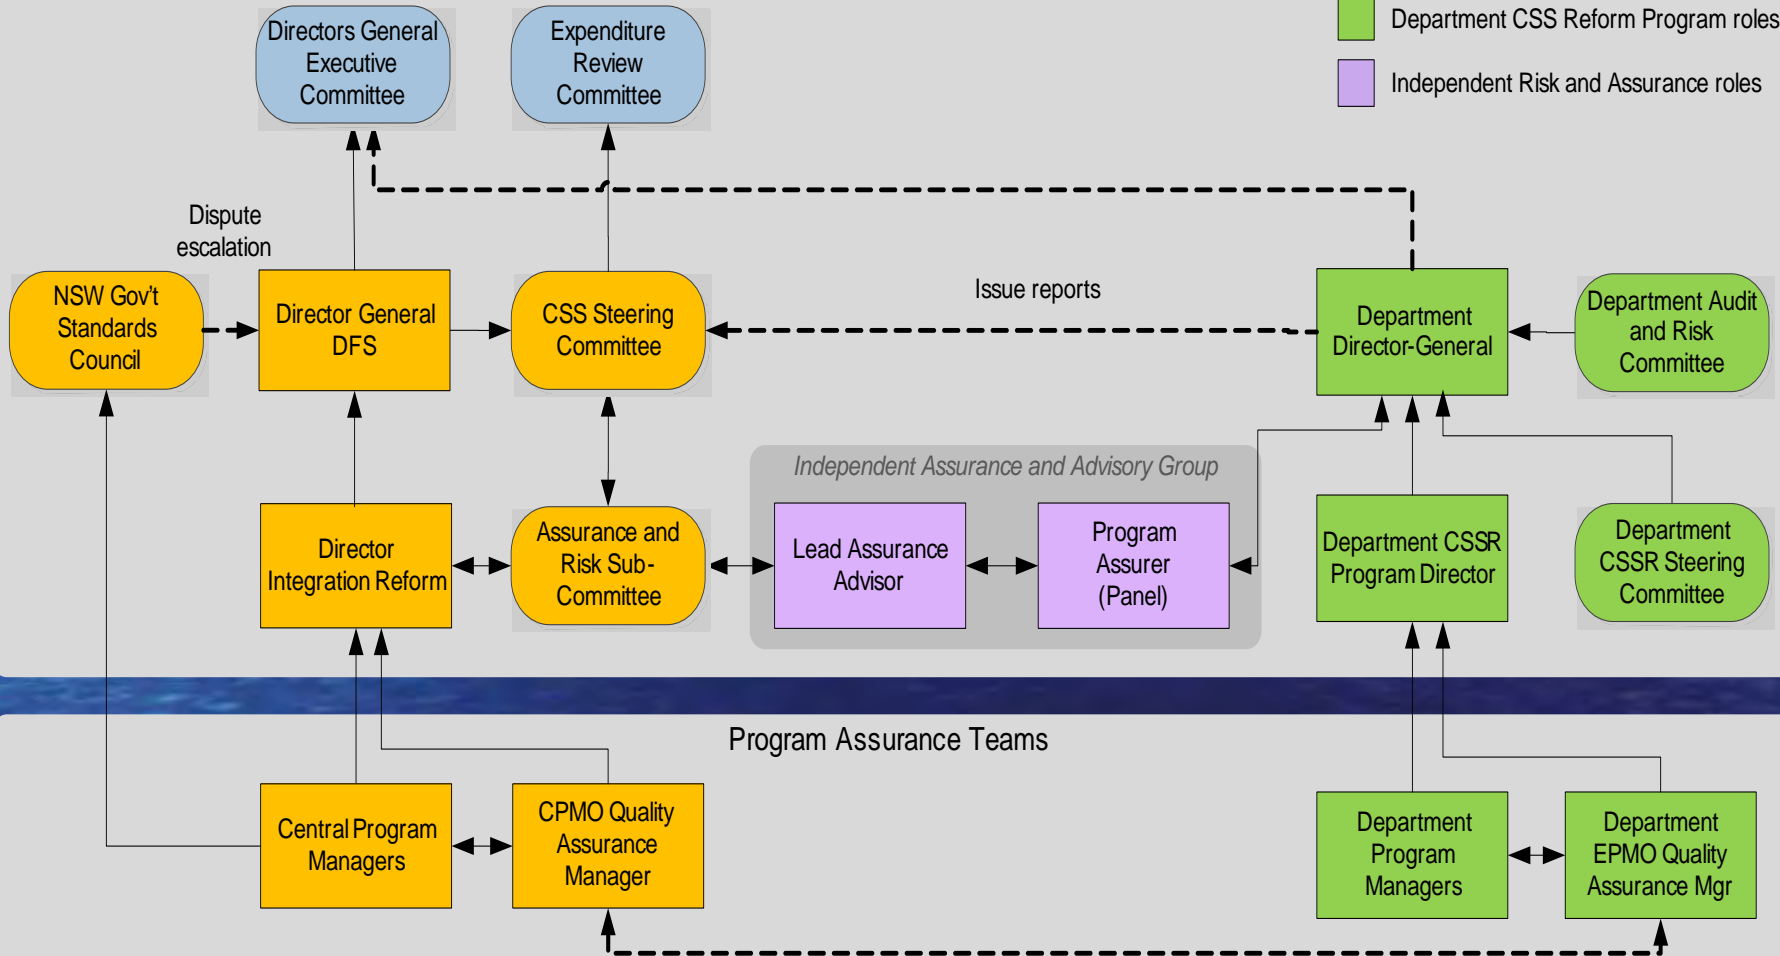 Directors General
Executive
Committee
Expenditure
Review
Committee
Department CSS Reform Program roles
Independent Risk and Assurance roles
Dispute
escalation
NSW Gov't
Standards
Council
Director General
DFS
CSS Steering
Committee
Issue reports
Department
Director-General
Department Audit
and Risk
Committee
Independent Assurance and Advisory Group
Director
Integration Reform
Assurance and
Risk Sub-
Committee
Lead Assurance
Advisor
Program
Assurer
(Panel)
Department CSSR
Program Director
Department
CSSR Steering
Committee
Program Assurance Teams
Central Program
Managers
CPMO Quality
Assurance
Manager
Department
Program
Managers
Department
EPMO Quality
Assurance Mgr